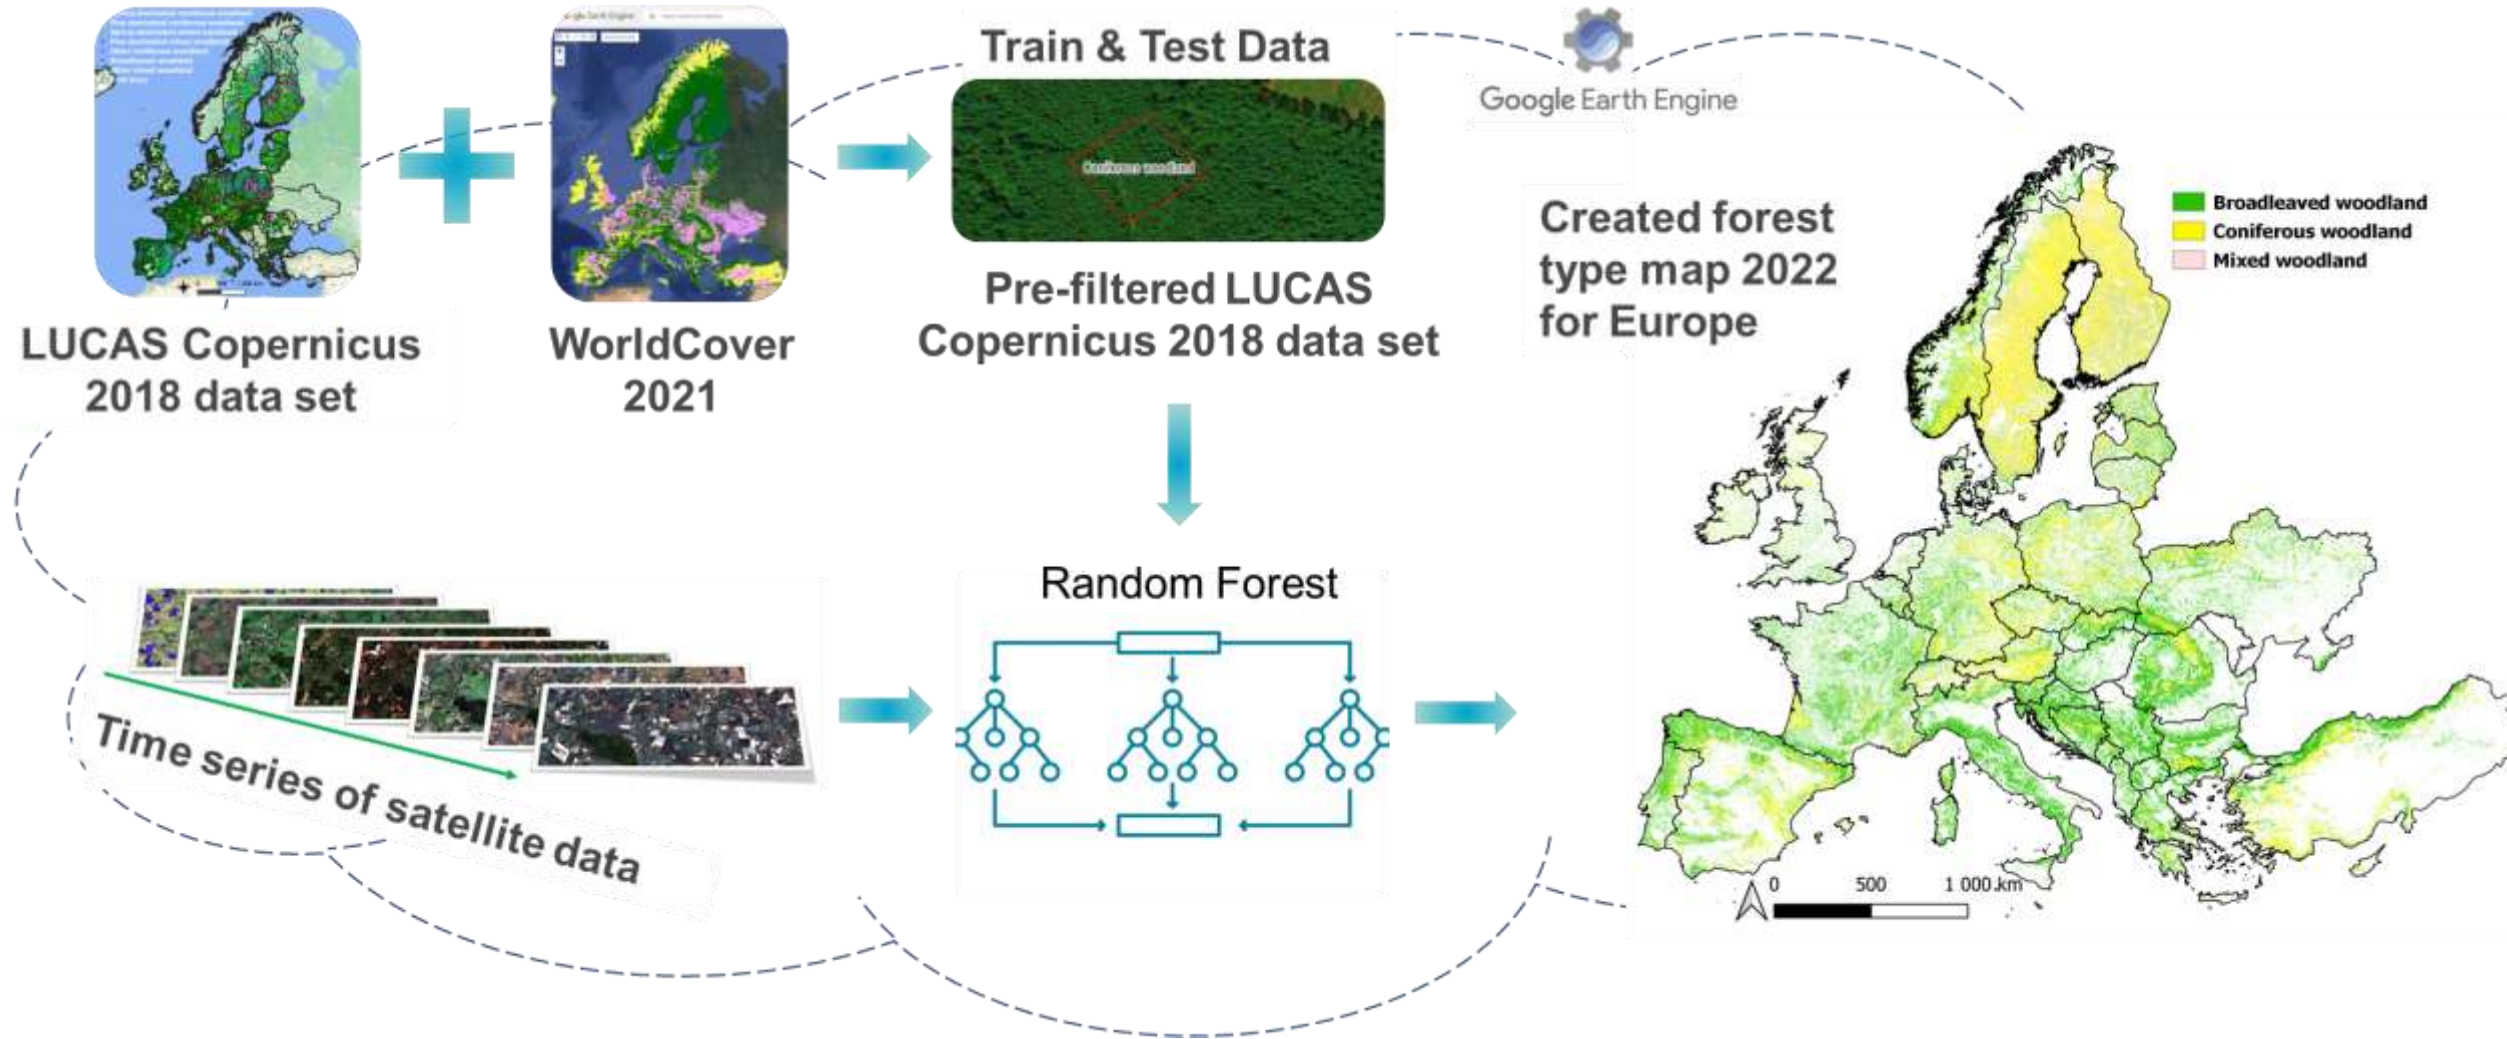 Train & Test Data
Google Earth Engine
Coniferous woodland
LUCAS Copernicus
2018 data set
WorldCover
2021
Pre-filtered LUCAS
Copernicus 2018 data set
Created forest
type map 2022
for Europe
Broadleaved woodland
Coniferous woodland
Mixed woodland
Time series of satellite data
Random Forest
0 500 1 000 km